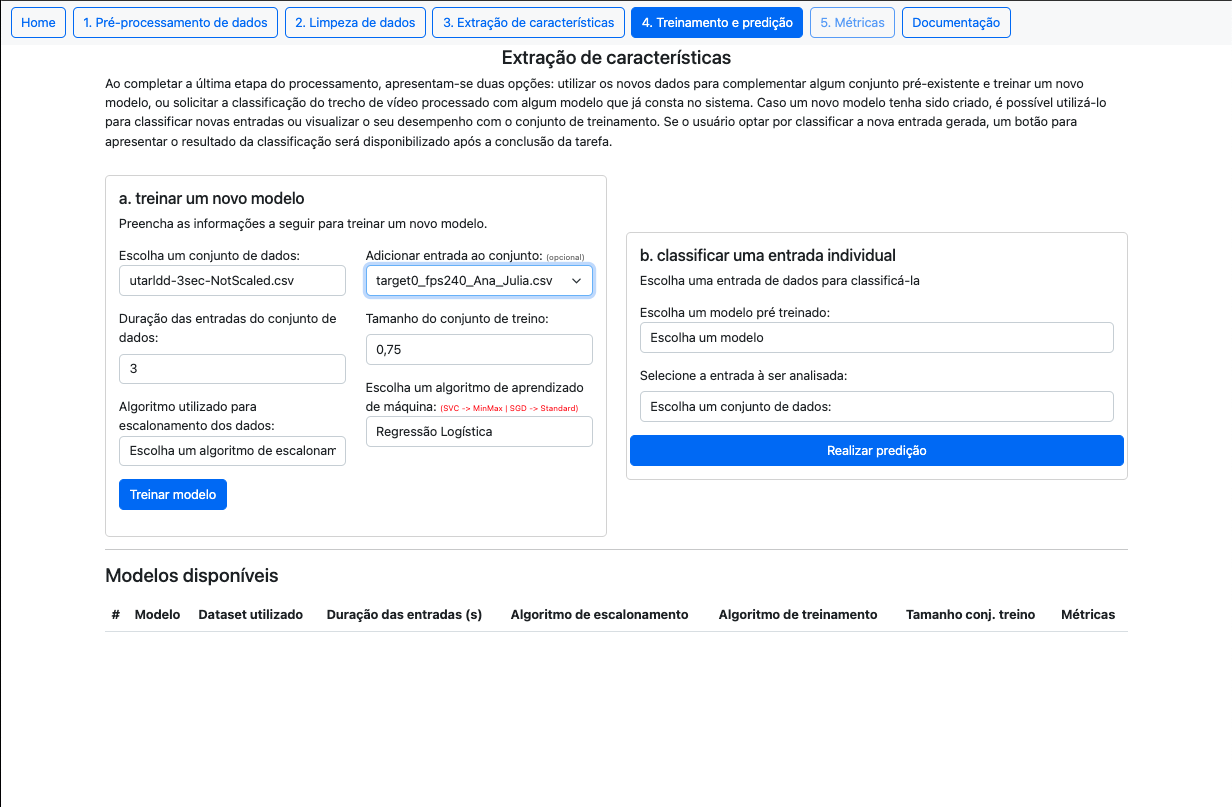 Home
1. Pré-processamento de dados
2. Limpeza de dados
3. Extração de características
4. Treinamento e predição
5. Métricas
Documentação
Extração de características
Ao completar a última etapa do processamento, apresentam-se duas opções: utilizar os novos dados para complementar algum conjunto pré-existente e treinar um novo
modelo, ou solicitar a classificação do trecho de vídeo processado com algum modelo que já consta no sistema. Caso um novo modelo tenha sido criado, é possível utilizá-lo
para classificar novas entradas ou visualizar o seu desempenho com o conjunto de treinamento. Se o usuário optar por classificar a nova entrada gerada, um botão para
apresentar o resultado da classificação será disponibilizado após a conclusão da tarefa.
a. treinar um novo modelo
Preencha as informações a seguir para treinar um novo modelo.
Escolha um conjunto de dados:
utarldd-3sec-NotScaled.csv
Duração das entradas do conjunto de
dados:
3
Algoritmo utilizado para
escalonamento dos dados:
Escolha um algoritmo de escalonam
Treinar modelo
Adicionar entrada ao conjunto: (opcional)
target0_fps240_Ana_Julia.csv
Tamanho do conjunto de treino:
0,75
Escolha um algoritmo de aprendizado
de máquina: (SVC -> MinMax | SGD -> Standard)
Regressão Logística
b. classificar uma entrada individual
Escolha uma entrada de dados para classificá-la
Escolha um modelo pré treinado:
Escolha um modelo
Selecione a entrada à ser analisada:
Escolha um conjunto de dados:
Realizar predição
Modelos disponíveis
# Modelo Dataset utilizado Duração das entradas (s) Algoritmo de escalonamento Algoritmo de treinamento Tamanho conj. treino Métricas